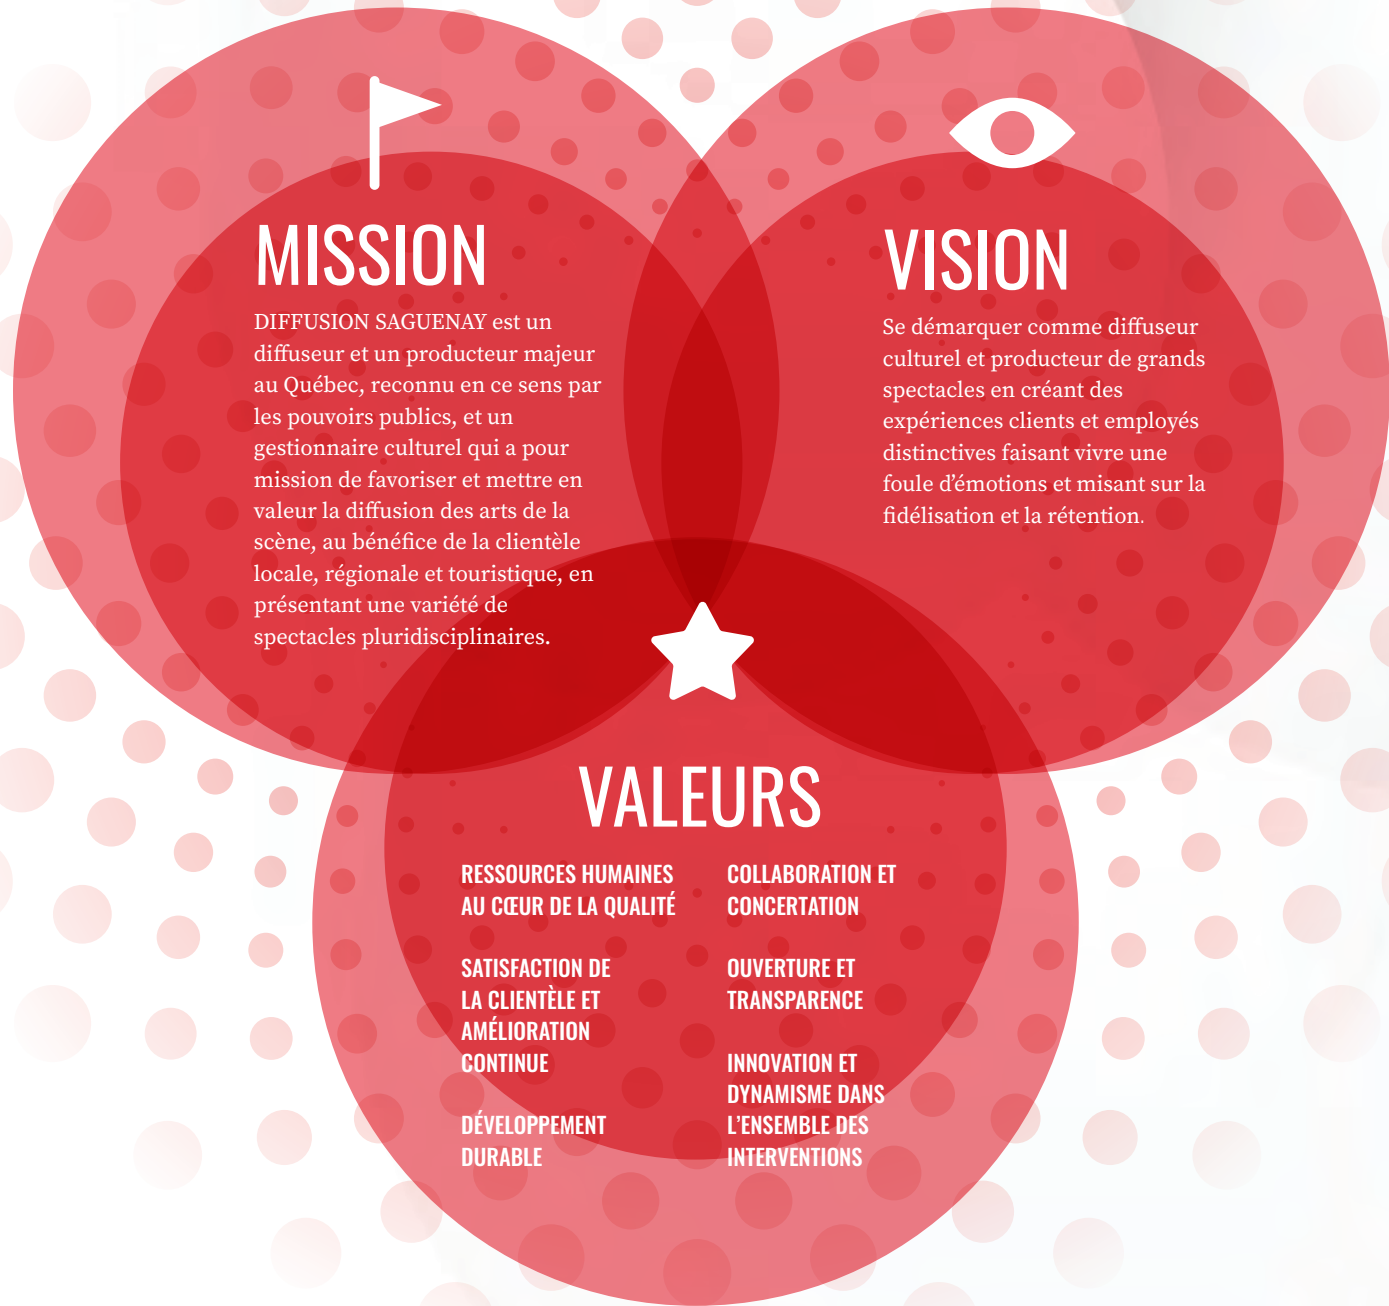 MISSION
DIFFUSION SAGUENAY est un
diffuseur et un producteur majeur
au Québec, reconnu en ce sens par
les pouvoirs publics, et un
gestionnaire culturel qui a pour
mission de favoriser et mettre en
valeur la diffusion des arts de la
scène, au bénéfice de la clientèle
locale, régionale et touristique, en
présentant une variété de
spectacles pluridisciplinaires.
VISION
Se démarquer comme diffuseur
culturel et producteur de grands
spectacles en créant des
expériences clients et employés
distinctives faisant vivre une
foule d’émotions et misant sur la
fidélisation et la rétention.
VALEURS
RESSOURCES HUMAINES
AU CŒUR DE LA QUALITÉ
SATISFACTION DE
LA CLIENTÈLE ET
AMÉLIORATION
CONTINUE
DÉVELOPPEMENT
DURABLE
COLLABORATION ET
CONCERTATION
OUVERTURE ET
TRANSPARENCE
INNOVATION ET
DYNAMISME DANS
L’ENSEMBLE DES
INTERVENTIONS